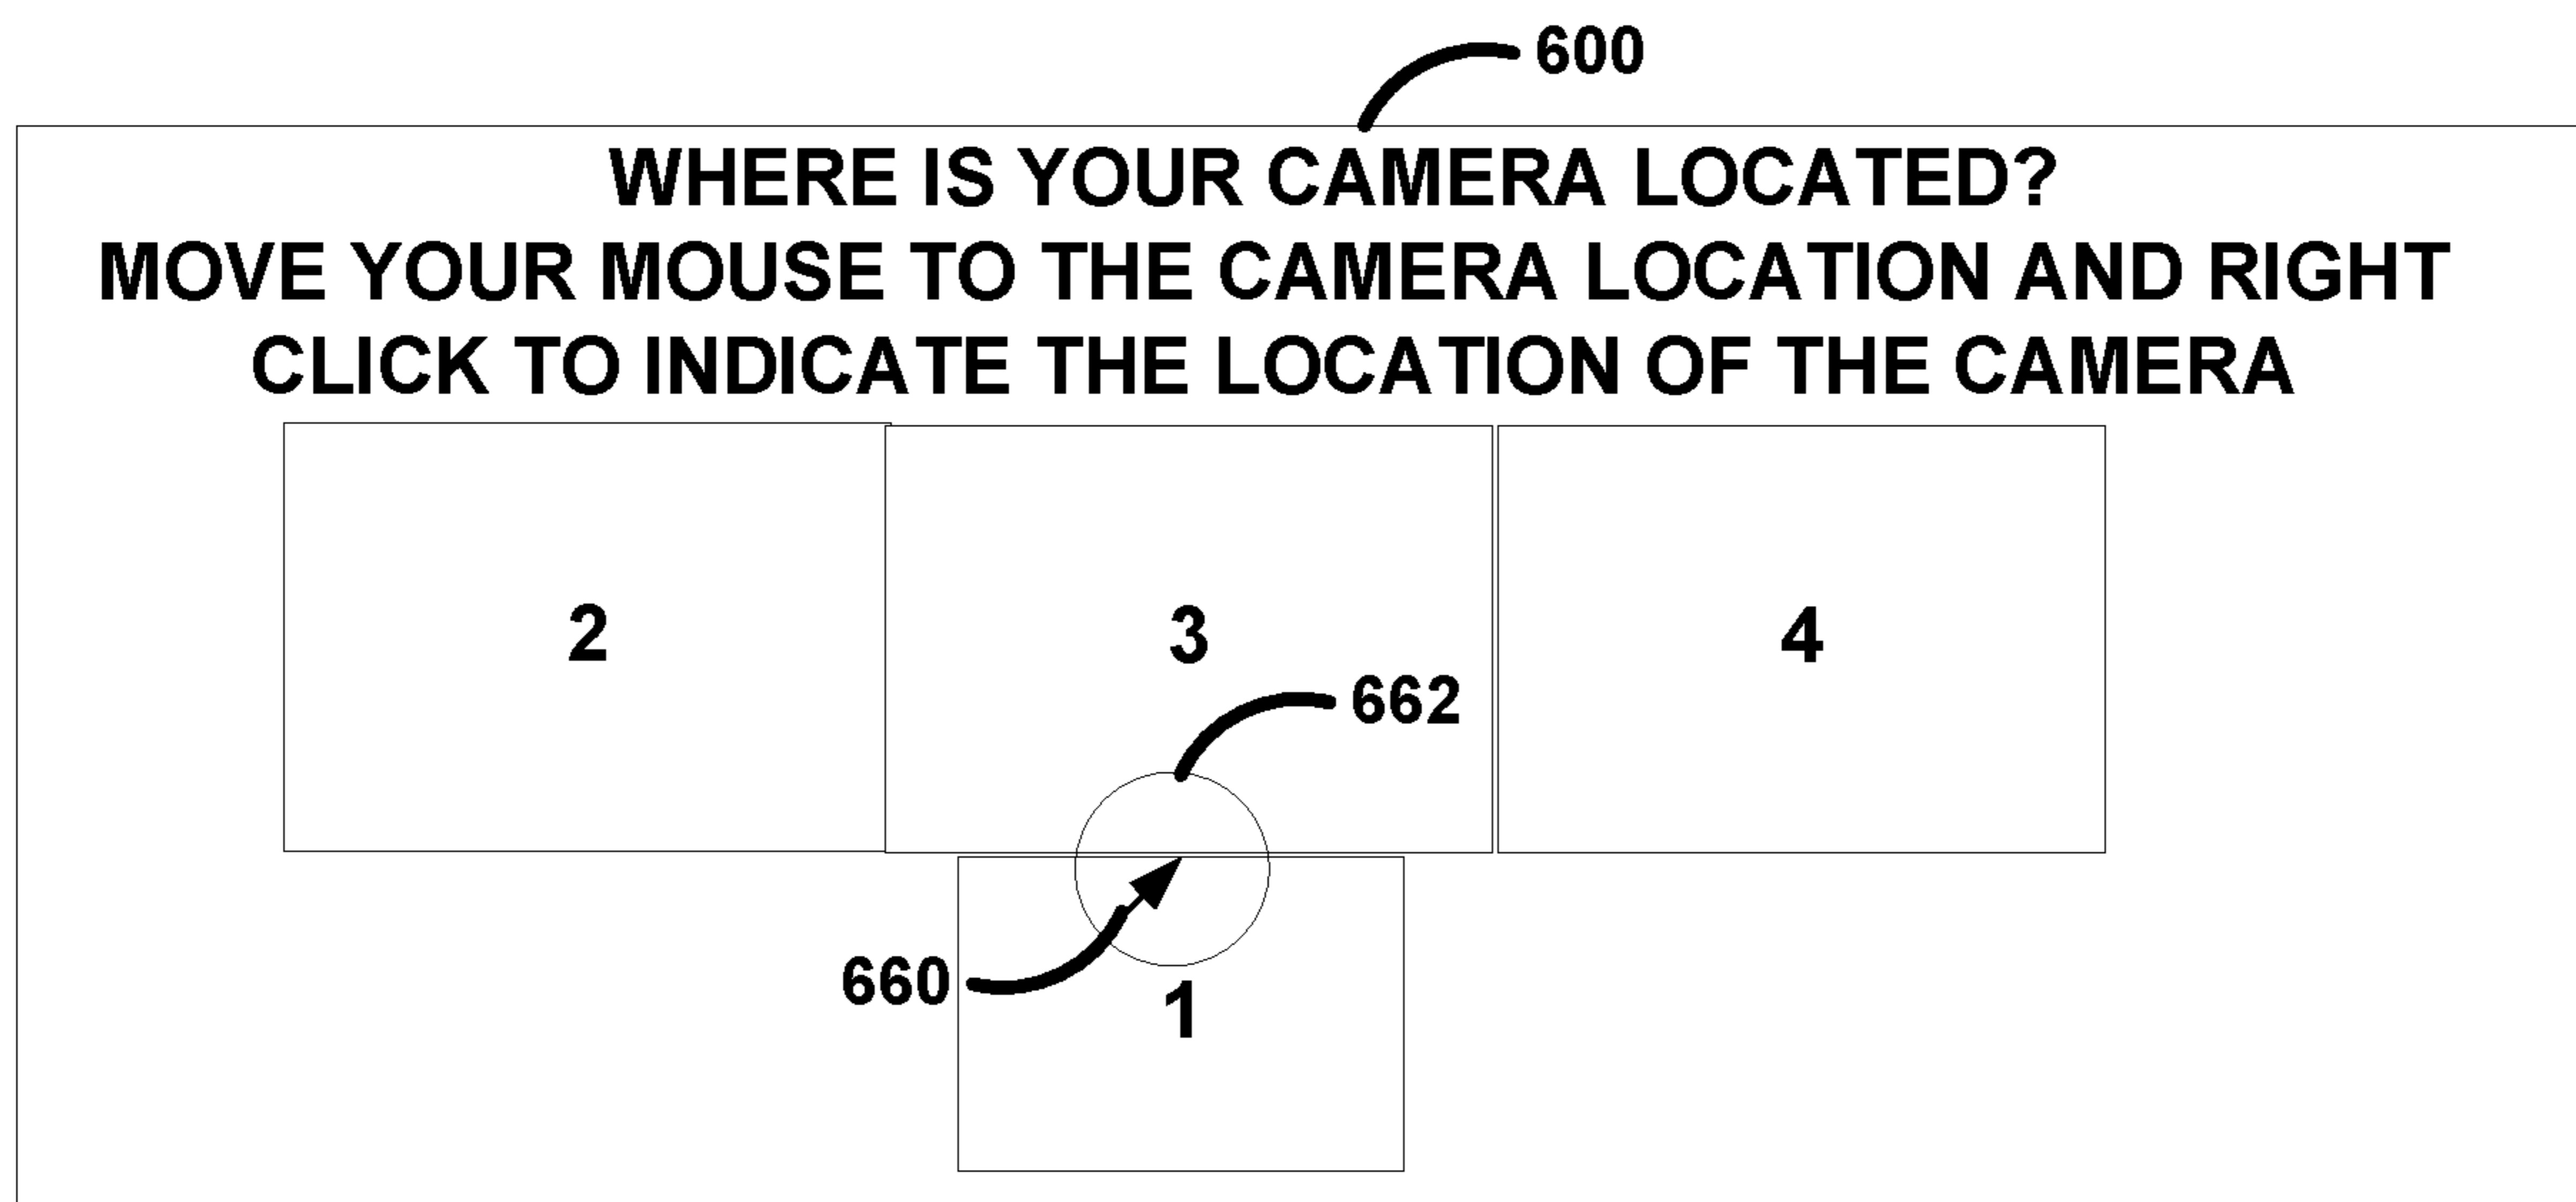 600
WHERE IS YOUR CAMERA LOCATED?
MOVE YOUR MOUSE TO THE CAMERA LOCATION AND RIGHT
CLICK TO INDICATE THE LOCATION OF THE CAMERA
2
3
4
662
660
1